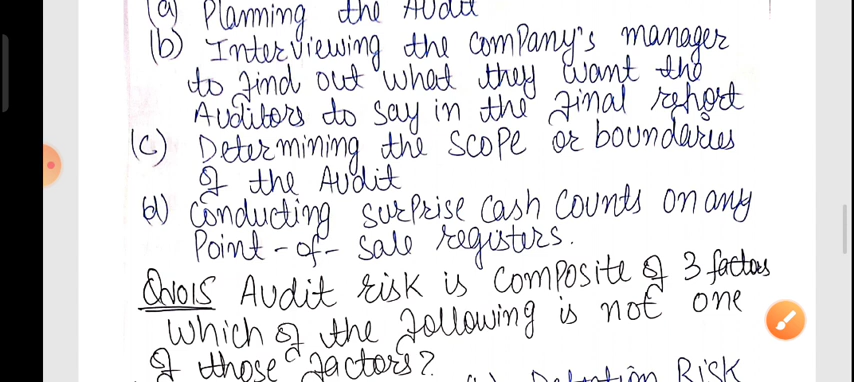 (a) Planning the Audit
(b) Interviewing the Company's manager
to find out what they want the
Auditors to say in the final report
(c) Determining the scope or boundaries
of the Audit
(d) Conducting surprise cash counts on any
Point-of-Sale registers.
QNo15 Audit risk is composite of 3 factors
which of the following is not one
of those factors?
Detection Risk